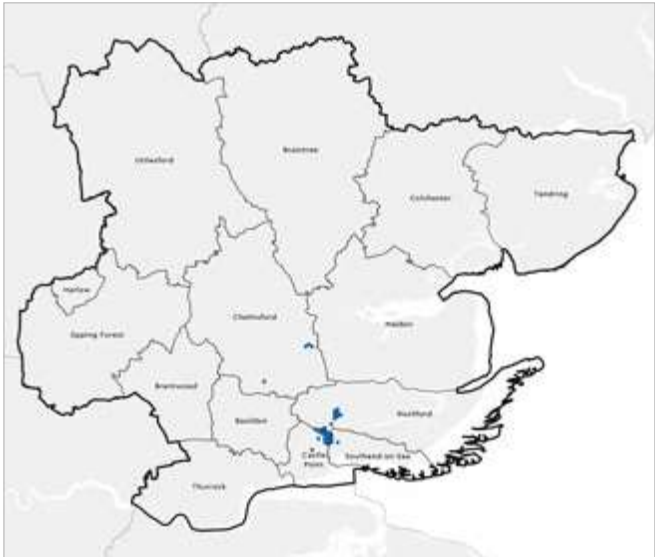 Uttlesford
Braintree
Colchester
Tendring
Harlow
Epping Forest
Chelmsford
Maldon
Brentwood
Basildon
Rochford
Castle
Point
Southend-on-Sea
Thurrock